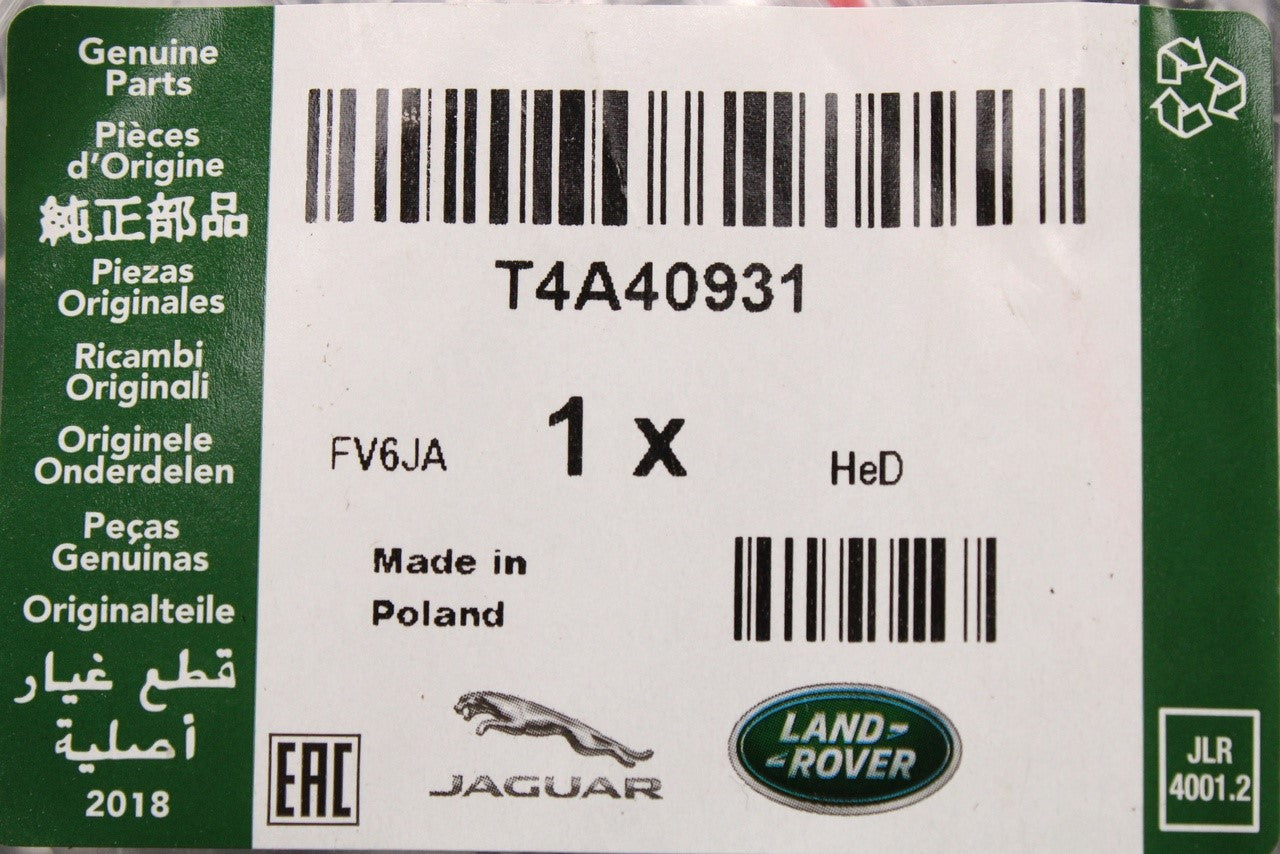 Genuine
Parts
Pièces
d'Origine
純正部品
Piezas
Originales
Ricambi
Originali
Originele
Onderdelen
Peças
Genuinas
Originalteile
قطع غيار
أصلية
2018
T4A40931
FV6JA
1 x
HeD
Made in
Poland
EAC
JAGUAR
LAND-
-ROVER
JLR
4001.2